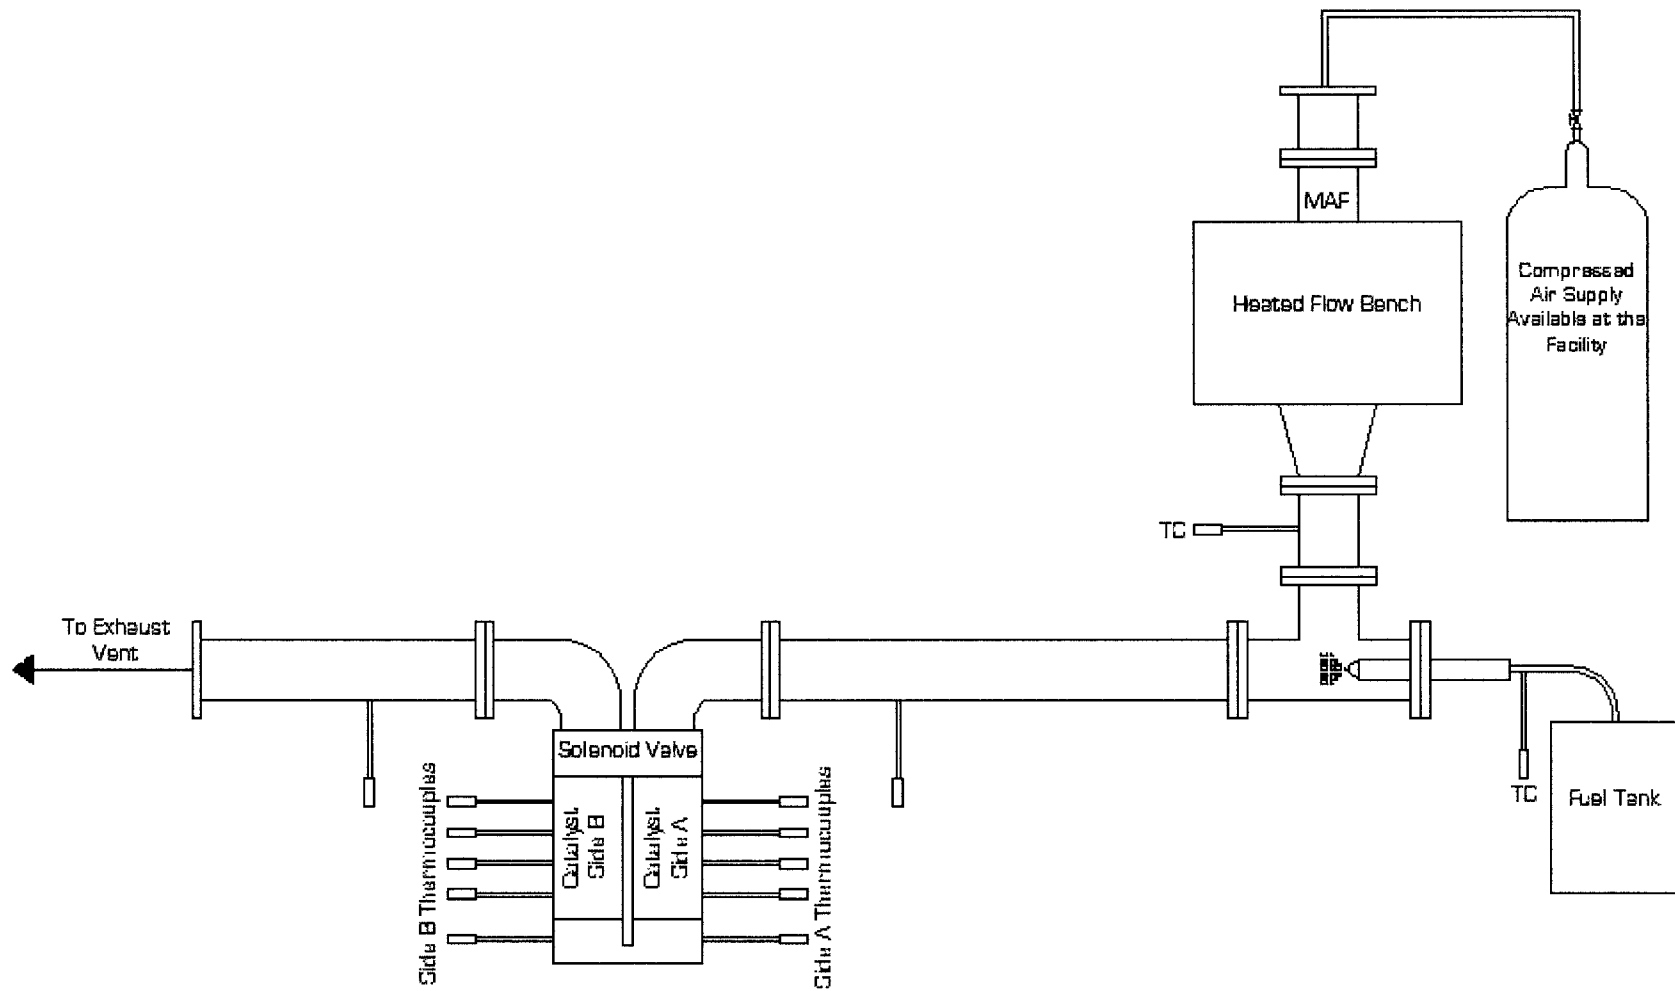 MAF
Heated Flow Bench
Compressed
Air Supply
Available at the
Facility
TC
To Exhaust
Vent
Solenoid Valve
Side B Thermocouples
Catalyst
Side B
Catalyst
Side A
Side A Thermocouples
TC
Fuel Tank